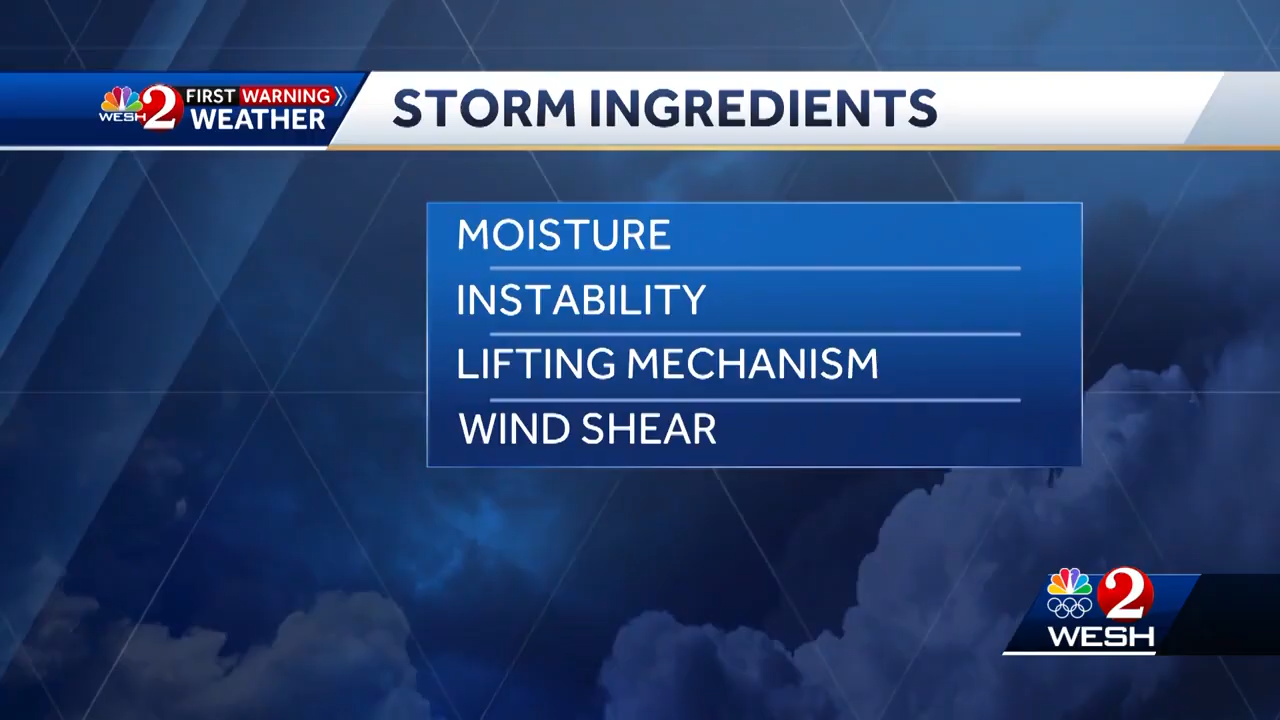 WESH 2 FIRST WARNING
WEATHER
STORM INGREDIENTS
MOISTURE
INSTABILITY
LIFTING MECHANISM
WIND SHEAR
2
WESH